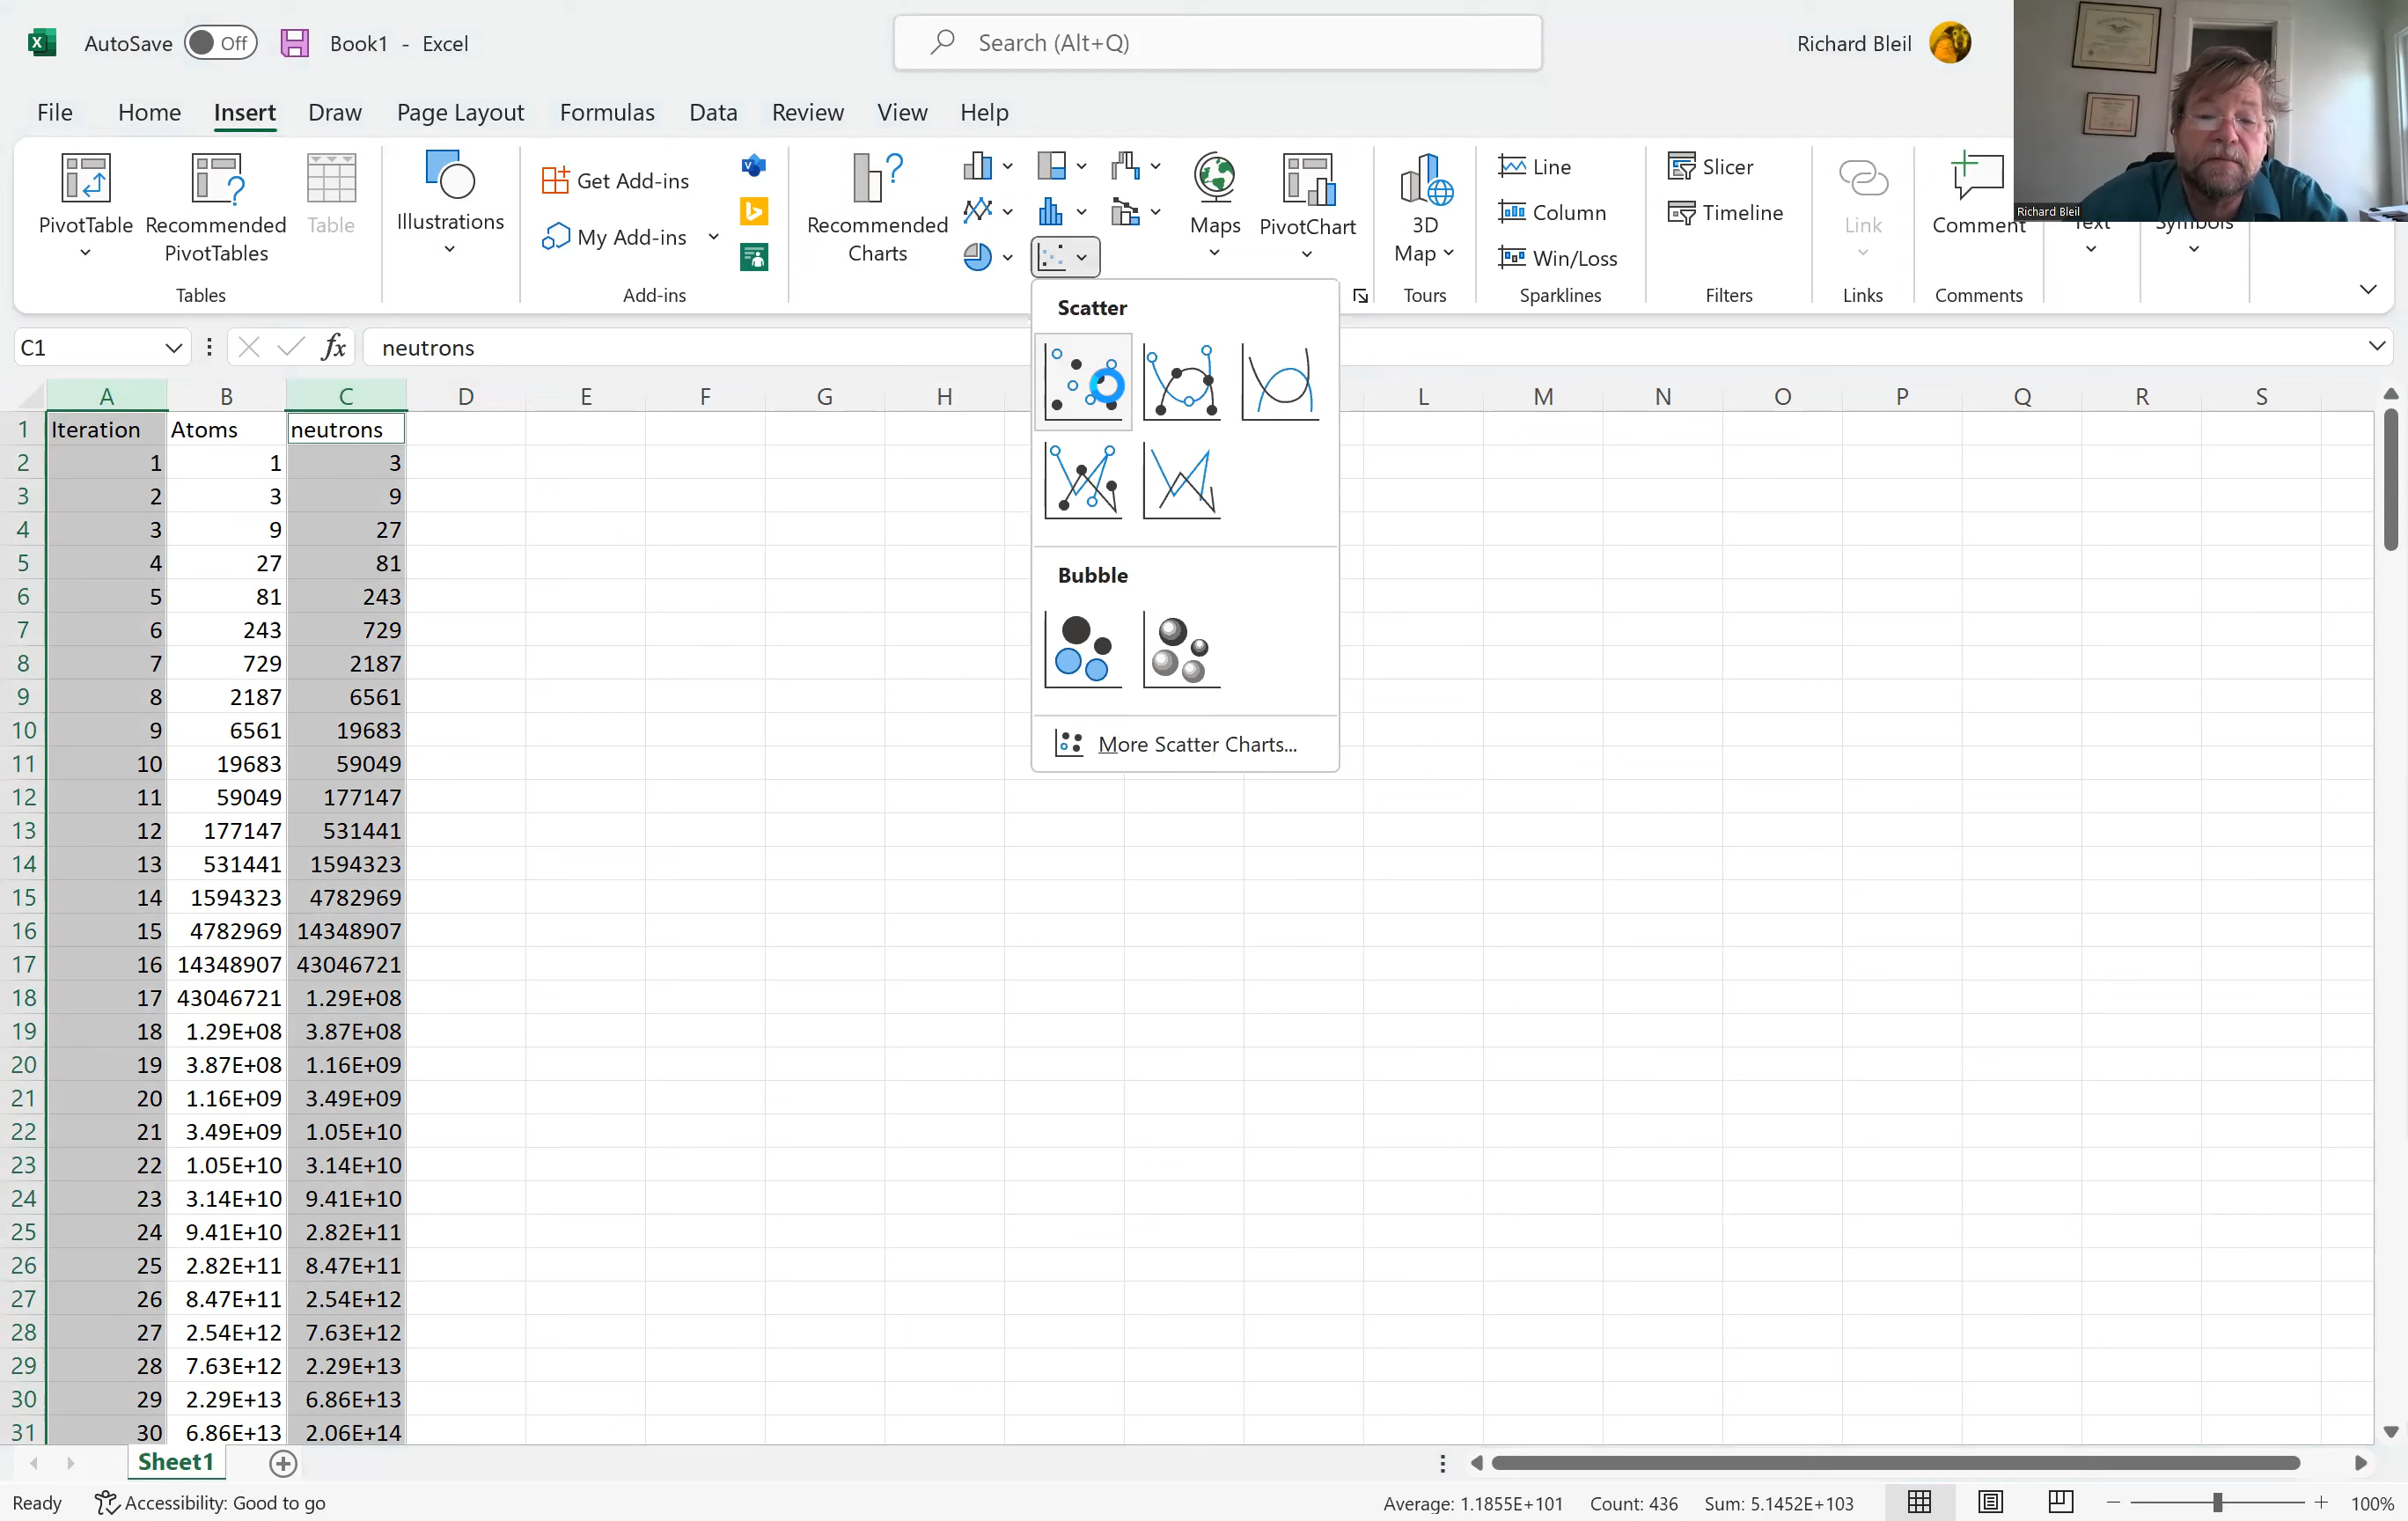 AutoSave Off Book1 - Excel Search (Alt+Q) Richard Bleil
File Home Insert Draw Page Layout Formulas Data Review View Help
PivotTable Recommended PivotTables Table
Tables
Illustrations
Get Add-ins
My Add-ins
Add-ins
Recommended Charts
Maps PivotChart
3D Map
Tours
Line
Column
Win/Loss
Sparklines
Slicer
Timeline
Filters
Link
Links
Comment
Comments
Text
Symbols
Richard Bleil
C1 fx neutrons
Scatter
Bubble
More Scatter Charts...
A B C D E F G H L M N O P Q R S
1 Iteration Atoms neutrons
2 1 1 3
3 2 3 9
4 3 9 27
5 4 27 81
6 5 81 243
7 6 243 729
8 7 729 2187
9 8 2187 6561
10 9 6561 19683
11 10 19683 59049
12 11 59049 177147
13 12 177147 531441
14 13 531441 1594323
15 14 1594323 4782969
16 15 4782969 14348907
17 16 14348907 43046721
18 17 43046721 1.29E+08
19 18 1.29E+08 3.87E+08
20 19 3.87E+08 1.16E+09
21 20 1.16E+09 3.49E+09
22 21 3.49E+09 1.05E+10
23 22 1.05E+10 3.14E+10
24 23 3.14E+10 9.41E+10
25 24 9.41E+10 2.82E+11
26 25 2.82E+11 8.47E+11
27 26 8.47E+11 2.54E+12
28 27 2.54E+12 7.63E+12
29 28 7.63E+12 2.29E+13
30 29 2.29E+13 6.86E+13
31 30 6.86E+13 2.06E+14
Sheet1
Ready Accessibility: Good to go Average: 1.1855E+101 Count: 436 Sum: 5.1452E+103 100%